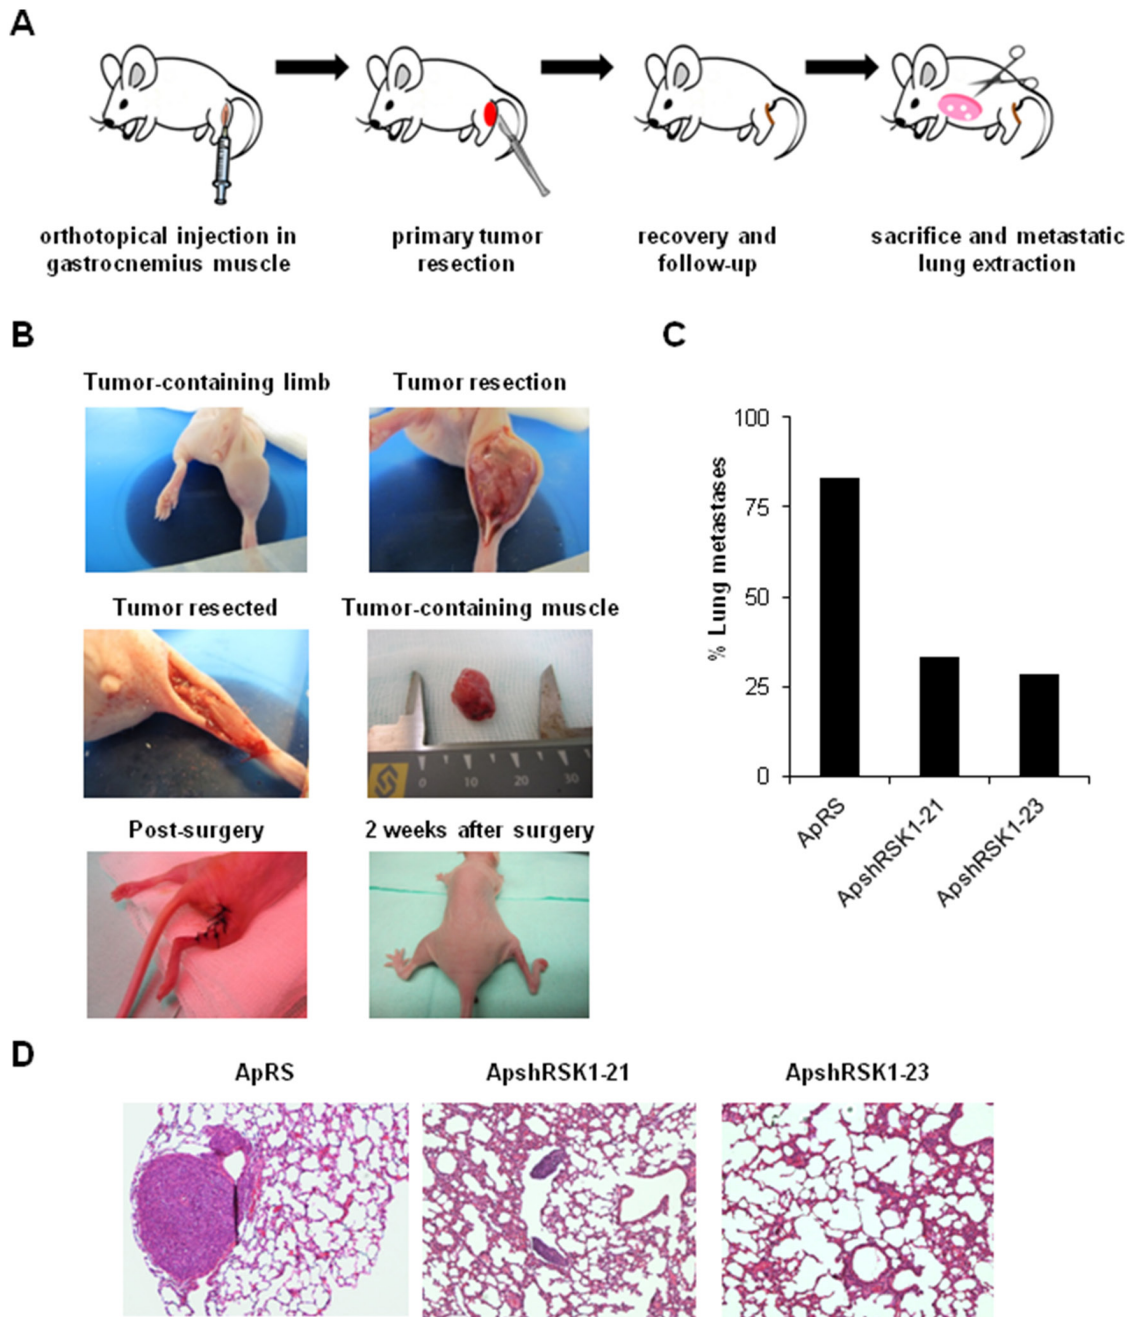 A
orthotopical injection in
gastrocnemius muscle
primary tumor
resection
recovery and
follow-up
sacrifice and metastatic
lung extraction
B
Tumor-containing limb
Tumor resection
Tumor resected
Tumor-containing muscle
0 10 20 30
Post-surgery
2 weeks after surgery
C
% Lung metastases
100
75
50
25
0
ApRS
ApshRSK1-21
ApshRSK1-23
D
ApRS
ApshRSK1-21
ApshRSK1-23